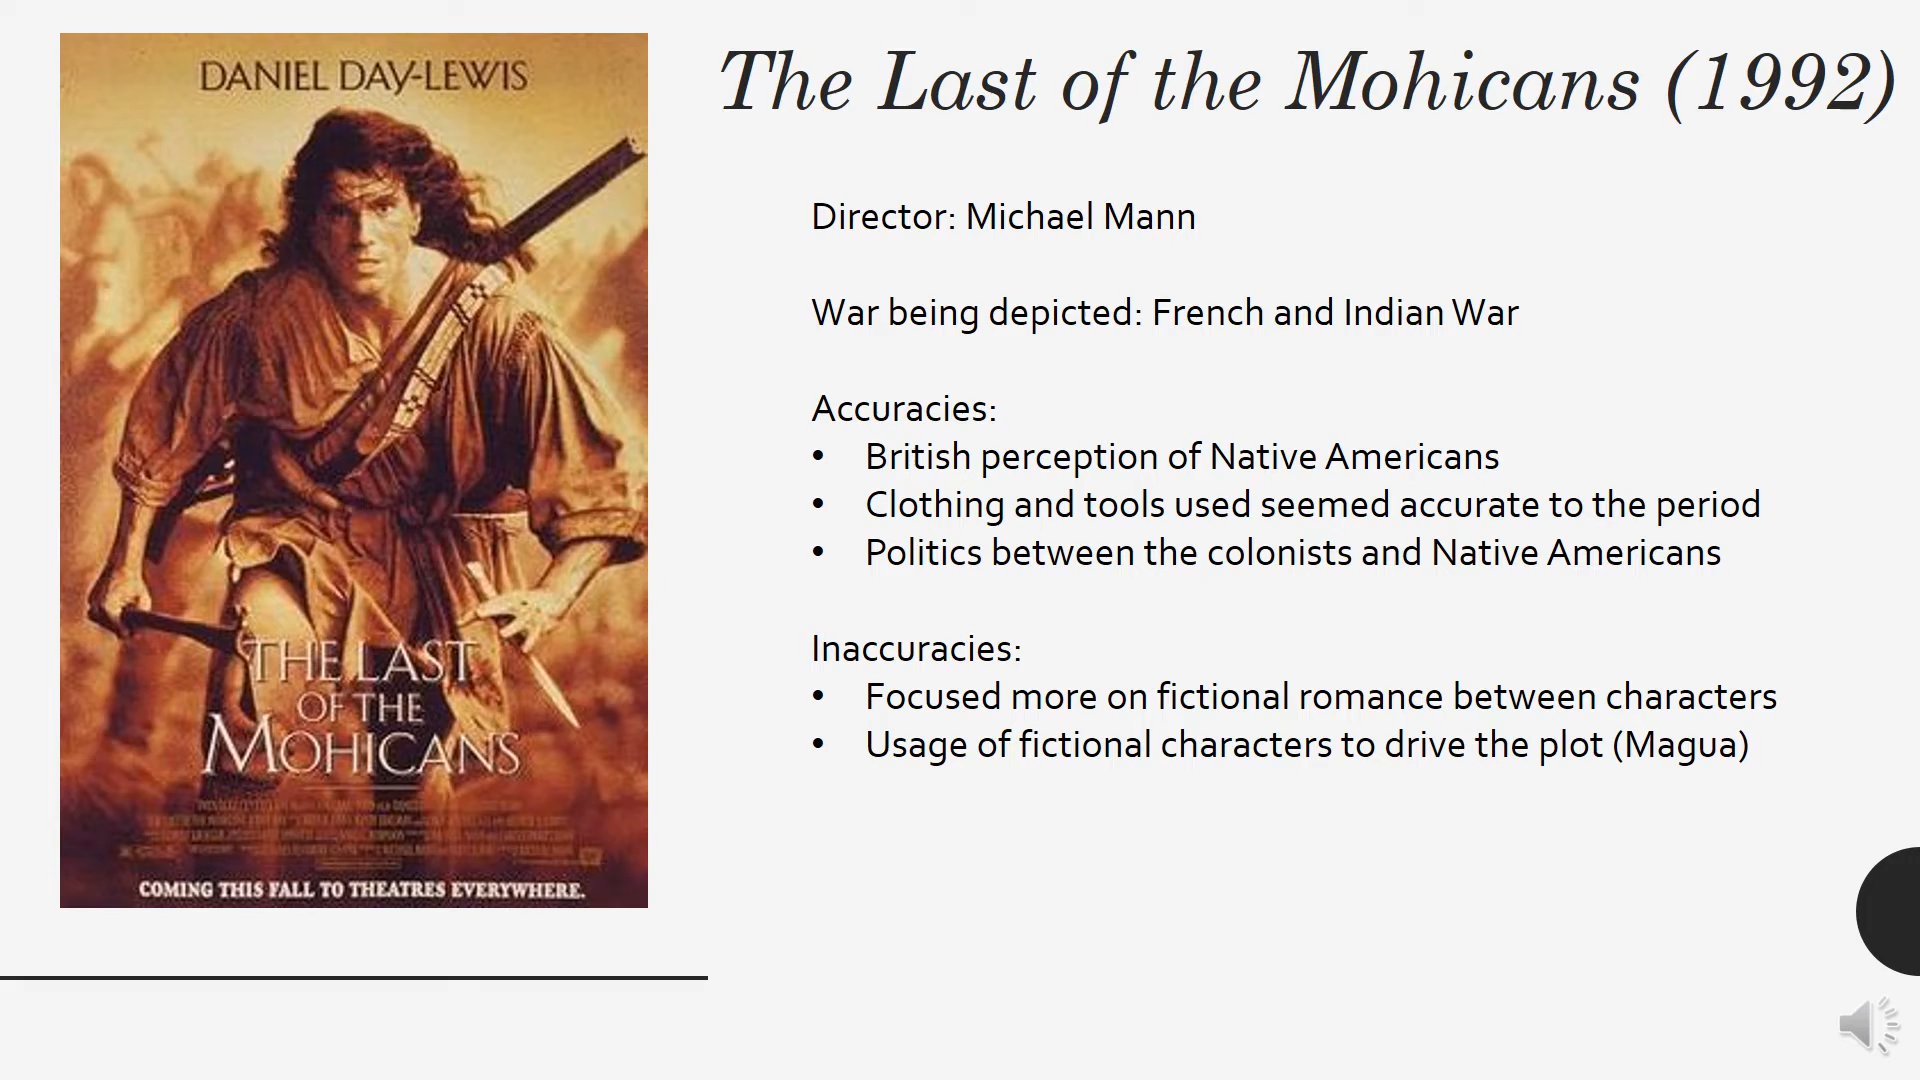 DANIEL DAY-LEWIS
THE LAST
OF THE
MOHICANS
COMING THIS FALL TO THEATRES EVERYWHERE.
The Last of the Mohicans (1992)
Director: Michael Mann
War being depicted: French and Indian War
Accuracies:
• British perception of Native Americans
• Clothing and tools used seemed accurate to the period
• Politics between the colonists and Native Americans
Inaccuracies:
• Focused more on fictional romance between characters
• Usage of fictional characters to drive the plot (Magua)